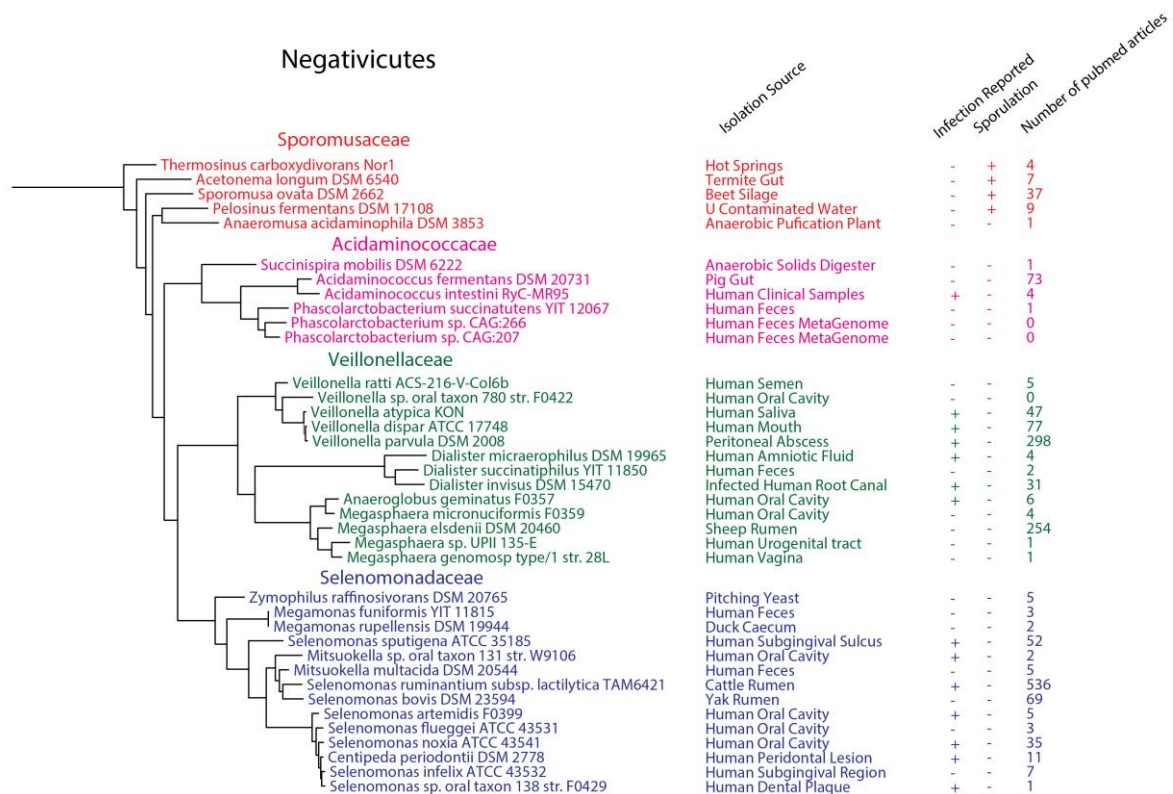 Negativicutes
Isolation Source
Infection Reported
Sporulation
Number of pubmed articles
Sporomusaceae
Thermosinus carboxydivorans Nor1 Hot Springs - + 4
Acetonema longum DSM 6540 Termite Gut - + 7
Sporomusa ovata DSM 2662 Beet Silage - + 37
Pelosinus fermentans DSM 17108 U Contaminated Water - + 9
Anaeromusa acidaminophila DSM 3853 Anaerobic Pufication Plant - - 1
Acidaminococcacae
Succinispira mobilis DSM 6222 Anaerobic Solids Digester - - 1
Acidaminococcus fermentans DSM 20731 Pig Gut - - 73
Acidaminococcus intestini RyC-MR95 Human Clinical Samples + - 4
Phascolarctobacterium succinatutens YIT 12067 Human Feces - - 1
Phascolarctobacterium sp. CAG:266 Human Feces MetaGenome - - 0
Phascolarctobacterium sp. CAG:207 Human Feces MetaGenome - - 0
Veillonellaceae
Veillonella ratti ACS-216-V-Col6b Human Semen - - 5
Veillonella sp. oral taxon 780 str. F0422 Human Oral Cavity - - 0
Veillonella atypica KON Human Saliva + - 47
Veillonella dispar ATCC 17748 Human Mouth + - 77
Veillonella parvula DSM 2008 Peritoneal Abscess + - 298
Dialister micraerophilus DSM 19965 Human Amniotic Fluid + - 4
Dialister succinatiphilus YIT 11850 Human Feces - - 2
Dialister invisus DSM 15470 Infected Human Root Canal + - 31
Anaeroglobus geminatus F0357 Human Oral Cavity + - 6
Megasphaera micronuciformis F0359 Human Oral Cavity - - 4
Megasphaera elsdenii DSM 20460 Sheep Rumen - - 254
Megasphaera sp. UPII 135-E Human Urogenital tract - - 1
Megasphaera genomosp type/1 str. 28L Human Vagina - - 1
Selenomonadaceae
Zymophilus raffinosivorans DSM 20765 Pitching Yeast - - 5
Megamonas funiformis YIT 11815 Human Feces - - 3
Megamonas rupellensis DSM 19944 Duck Caecum - - 2
Selenomonas sputigena ATCC 35185 Human Subgingival Sulcus + - 52
Mitsuokella sp. oral taxon 131 str. W9106 Human Oral Cavity + - 2
Mitsuokella multacida DSM 20544 Human Feces - - 5
Selenomonas ruminantium subsp. lactilytica TAM6421 Cattle Rumen + - 536
Selenomonas bovis DSM 23594 Yak Rumen - - 69
Selenomonas artemidis F0399 Human Oral Cavity + - 5
Selenomonas flueggei ATCC 43531 Human Oral Cavity - - 3
Selenomonas noxia ATCC 43541 Human Oral Cavity + - 35
Centipeda periodontii DSM 2778 Human Peridontal Lesion + - 11
Selenomonas infelix ATCC 43532 Human Subgingival Region - - 7
Selenomonas sp. oral taxon 138 str. F0429 Human Dental Plaque + - 1